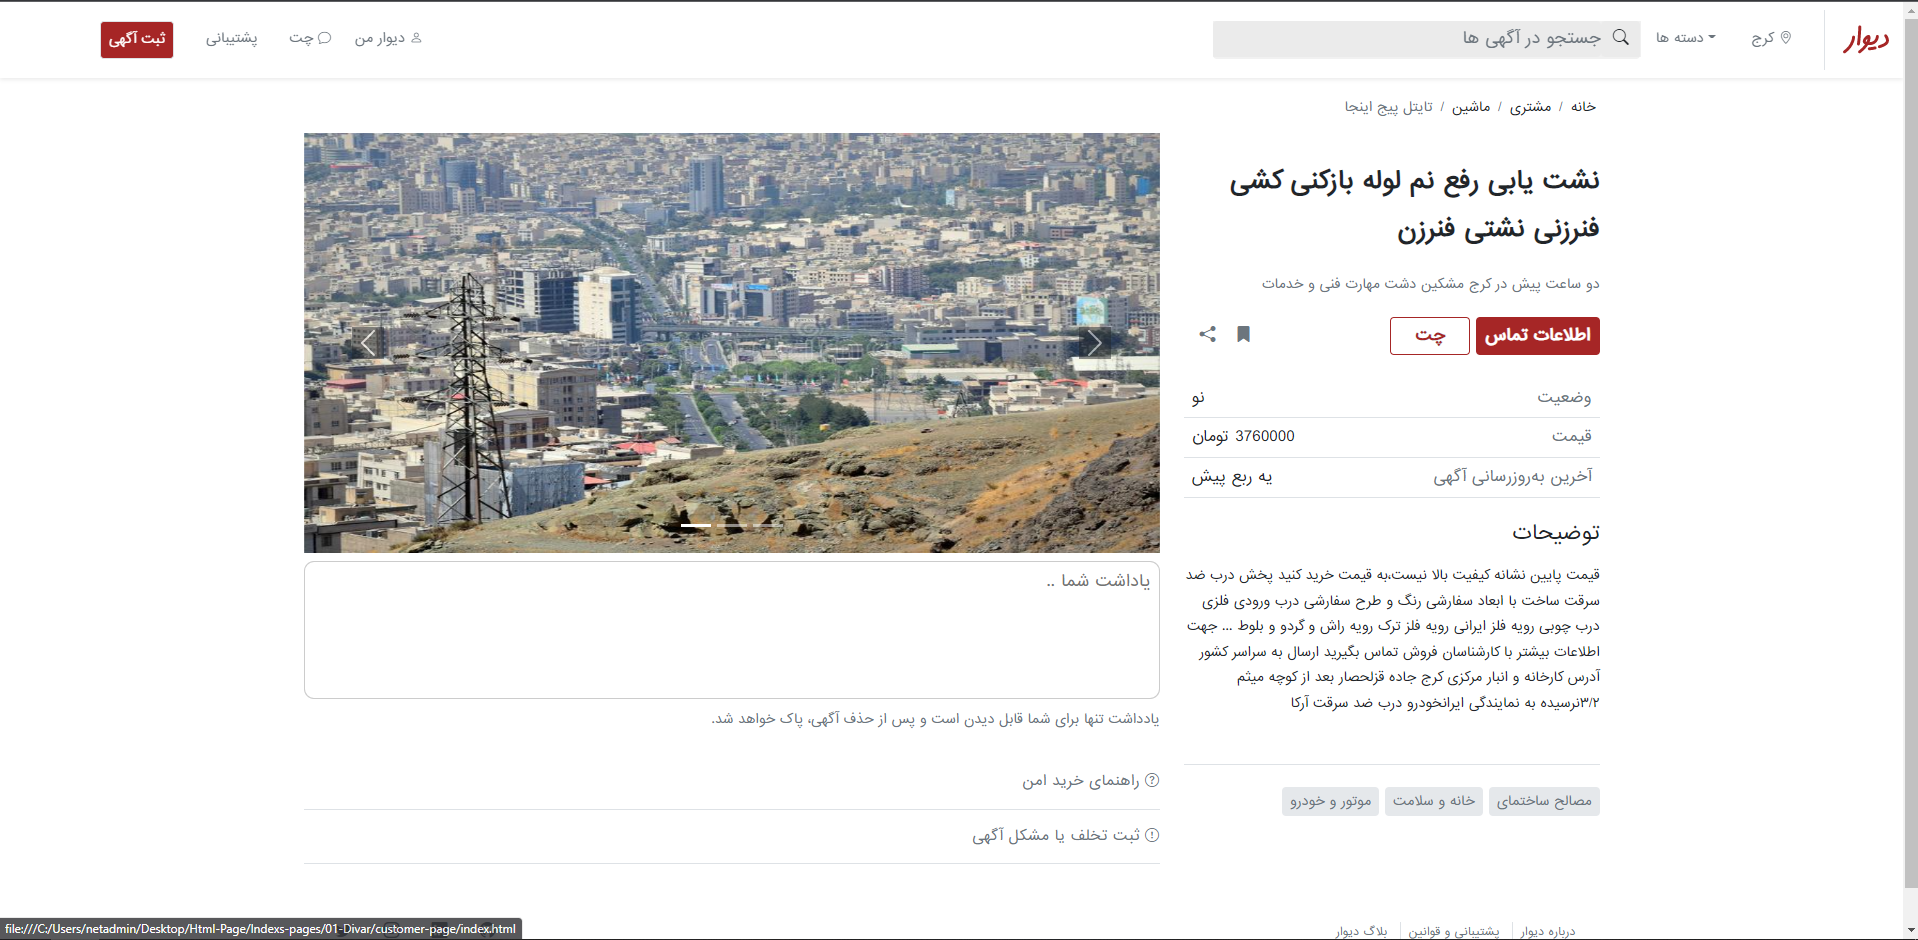 دیوار
کرج
دسته ها
جستجو در آگهی ها
دیوار من
چت
پشتیبانی
ثبت آگهی
خانه / مشتری / ماشین / تایتل پیج اینجا
نشت یابی رفع نم لوله بازکنی کشی
فنرزنی نشتی فنرزن
دو ساعت پیش در کرج مشکین دشت مهارت فنی و خدمات
اطلاعات تماس
چت
وضعیت نو
قیمت 3760000 تومان
آخرین به‌روزرسانی آگهی یه ربع پیش
توضیحات
قیمت پایین نشانه کیفیت بالا نیست،به قیمت خرید کنید پخش درب ضد
سرقت ساخت با ابعاد سفارشی رنگ و طرح سفارشی درب ورودی فلزی
درب چوبی رویه فلز ایرانی رویه فلز ترک رویه راش و گردو و بلوط ... جهت
اطلاعات بیشتر با کارشناسان فروش تماس بگیرید ارسال به سراسر کشور
آدرس کارخانه و انبار مرکزی کرج جاده قزلحصار بعد از کوچه میثم
۳/۲نرسیده به نمایندگی ایرانخودرو درب ضد سرقت آرکا
مصالح ساختمای
خانه و سلامت
موتور و خودرو
یاداشت شما ..
یادداشت تنها برای شما قابل دیدن است و پس از حذف آگهی، پاک خواهد شد.
راهنمای خرید امن
ثبت تخلف یا مشکل آگهی
درباره دیوار
پشتیبانی و قوانین
بلاگ دیوار
file:///C:/Users/netadmin/Desktop/Html-Page/Indexs-pages/01-Divar/customer-page/index.html